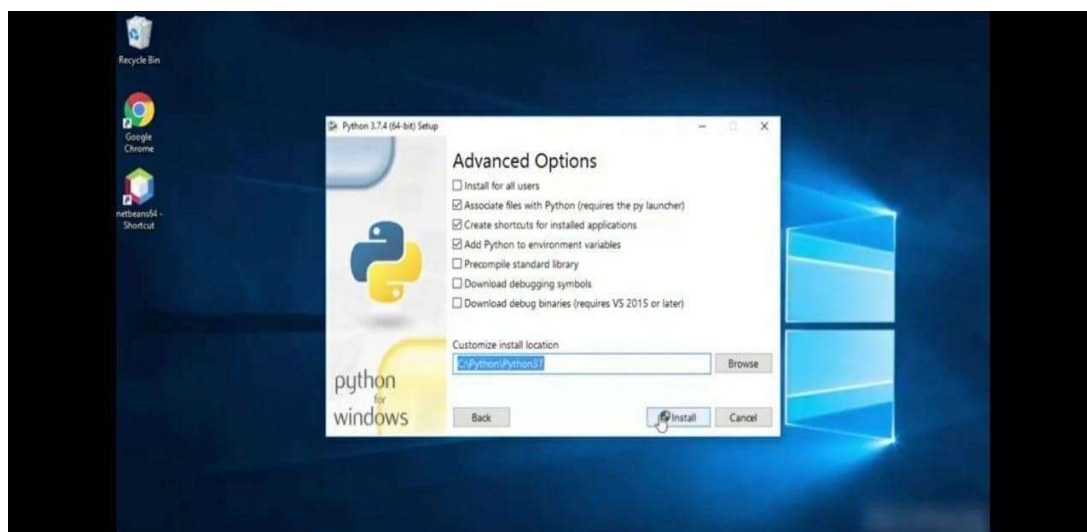 Recycle Bin
Google
Chrome
netbeans64 -
Shortcut
Python 3.7.4 (64-bit) Setup
Advanced Options
Install for all users
Associate files with Python (requires the py launcher)
Create shortcuts for installed applications
Add Python to environment variables
Precompile standard library
Download debugging symbols
Download debug binaries (requires VS 2015 or later)
Customize install location
C:\Python\Python37
Browse
python
for
windows
Back
Install
Cancel